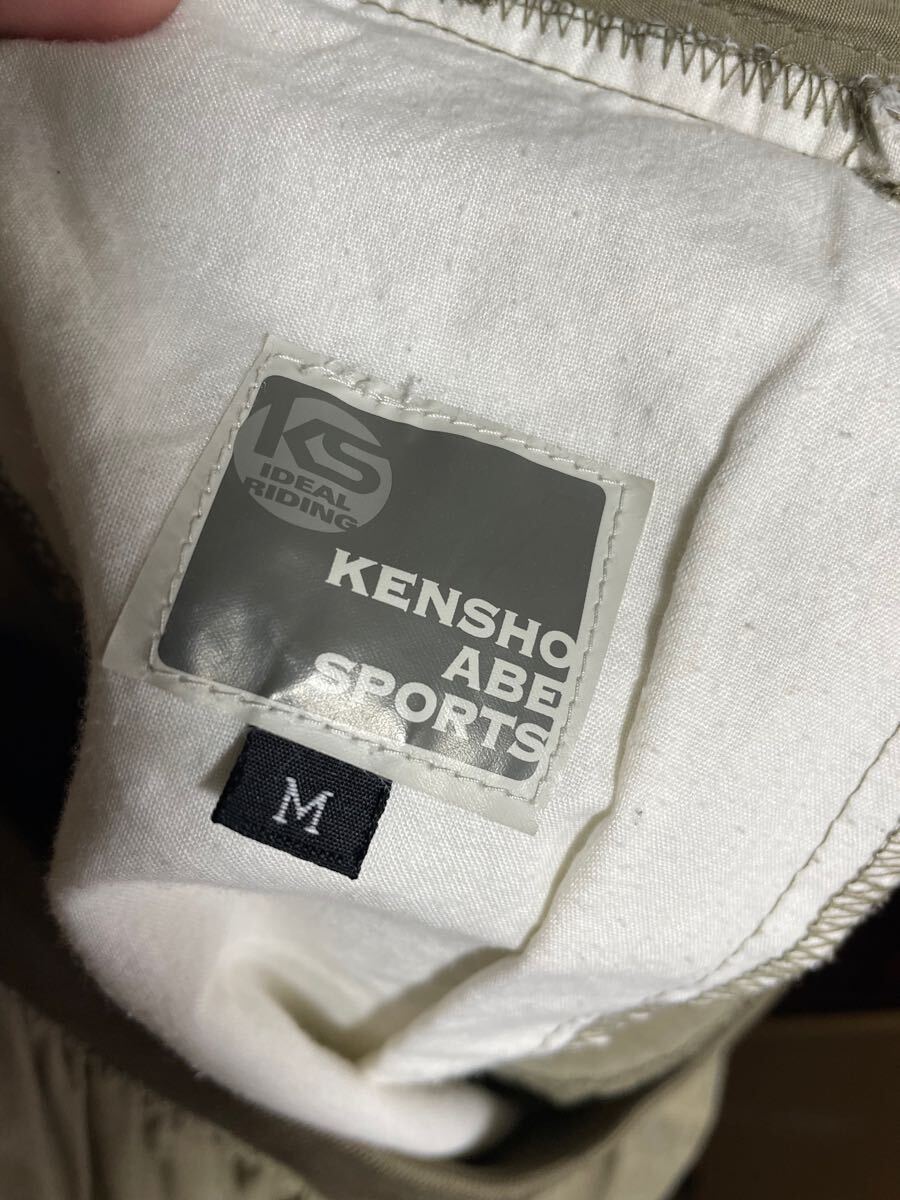 KS
IDEAL
RIDING
KENSHO
ABE
SPORTS
M